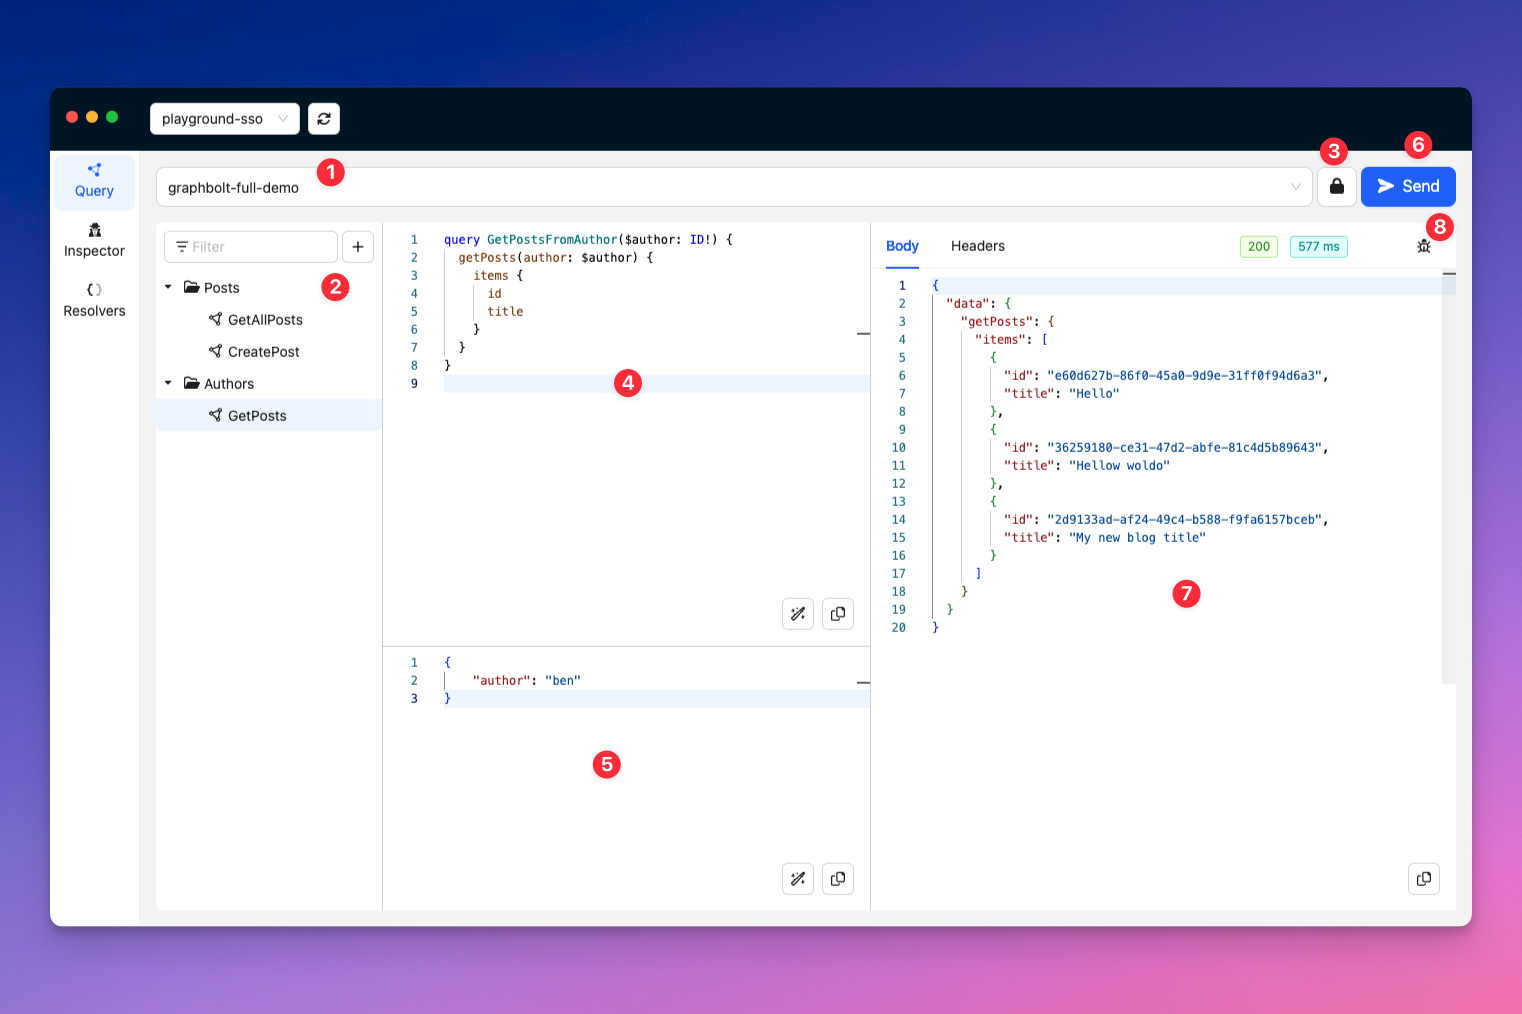 playground-sso
1
3
6
Query
graphbolt-full-demo
Send
Inspector
Resolvers
Filter
2
Posts
GetAllPosts
CreatePost
Authors
GetPosts
1 query GetPostsFromAuthor($author: ID!) {
2 getPosts(author: $author) {
3 items {
4 id
5 title
6 }
7 }
8 }
9
4
1 {
2 "author": "ben"
3 }
5
8
Body Headers 200 577 ms
1 {
2 "data": {
3 "getPosts": {
4 "items": [
5 {
6 "id": "e60d627b-86f0-45a0-9d9e-31ff0f94d6a3",
7 "title": "Hello"
8 },
9 {
10 "id": "36259180-ce31-47d2-abfe-81c4d5b89643",
11 "title": "Hellow woldo"
12 },
13 {
14 "id": "2d9133ad-af24-49c4-b588-f9fa6157bceb",
15 "title": "My new blog title"
16 }
17 ]
18 }
19 }
20 }
7